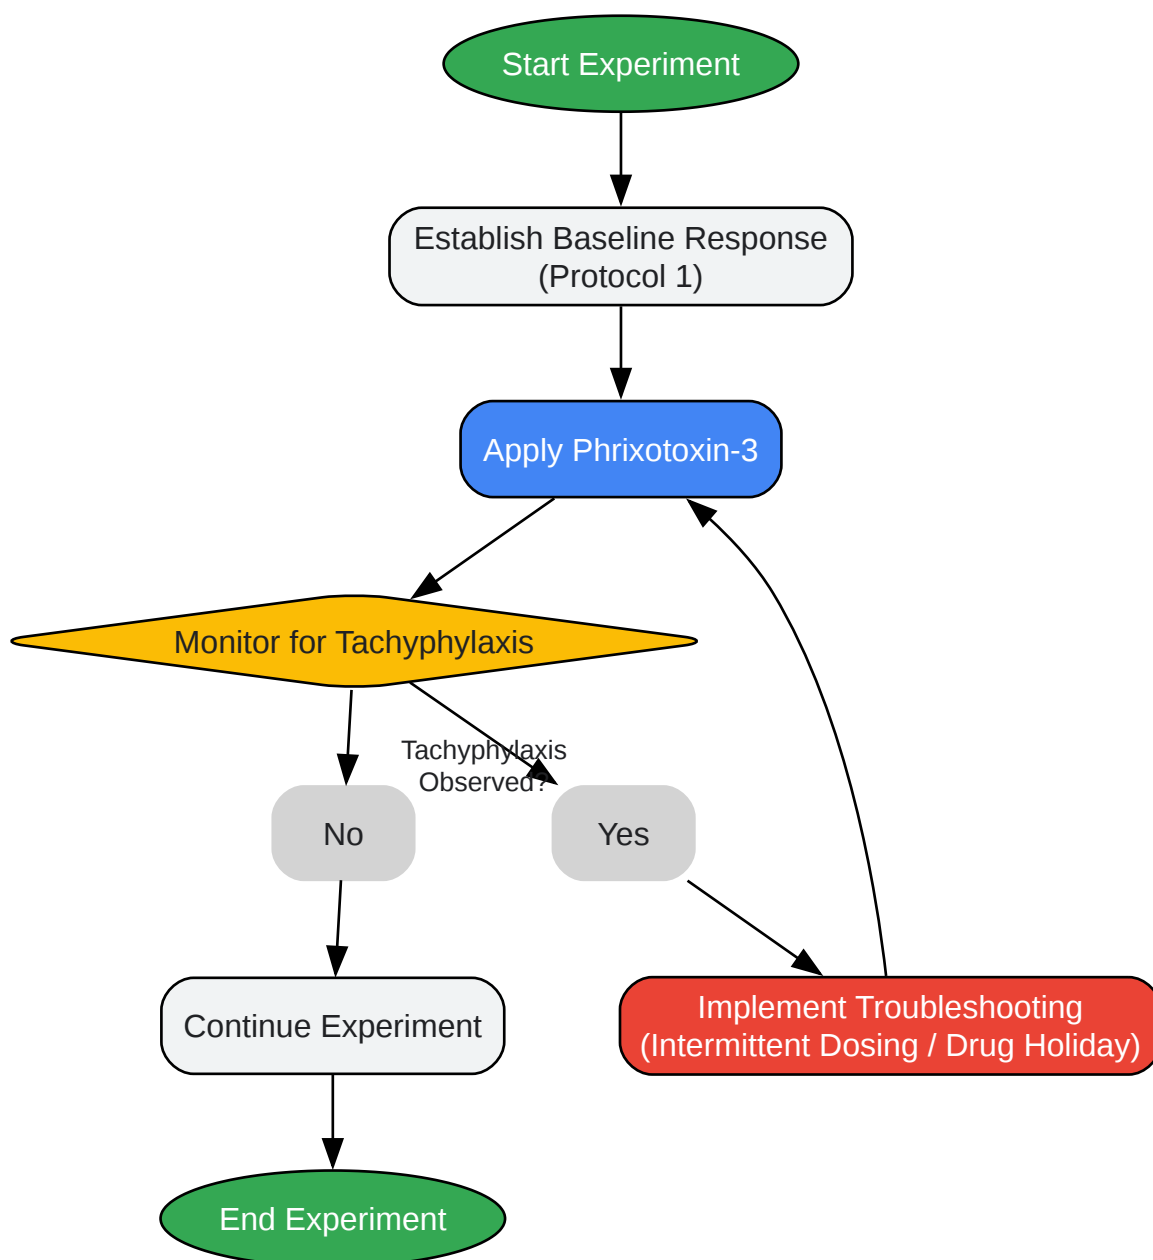 Start Experiment
Establish Baseline Response
(Protocol 1)
Apply Phrixotoxin-3
Monitor for Tachyphylaxis
Tachyphylaxis
Observed?
No
Yes
Implement Troubleshooting
(Intermittent Dosing / Drug Holiday)
Continue Experiment
End Experiment